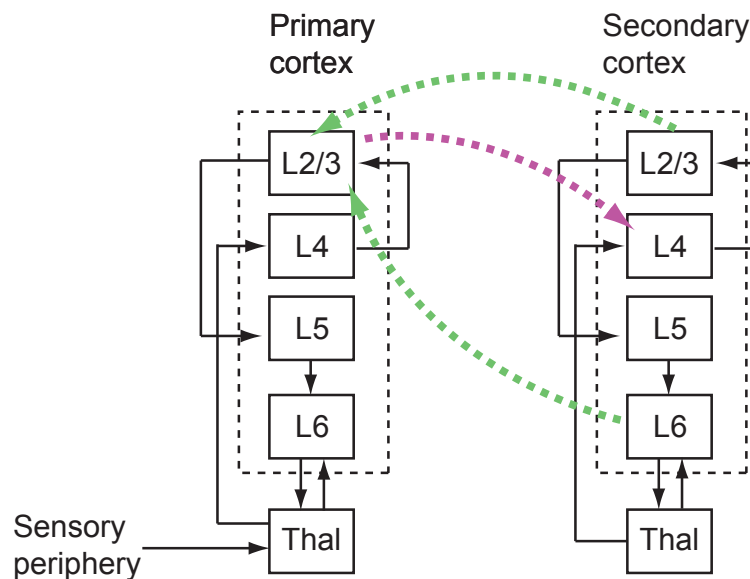 Primary
cortex
L2/3
L4
L5
L6
Thal
Sensory
periphery
Secondary
cortex
L2/3
L4
L5
L6
Thal